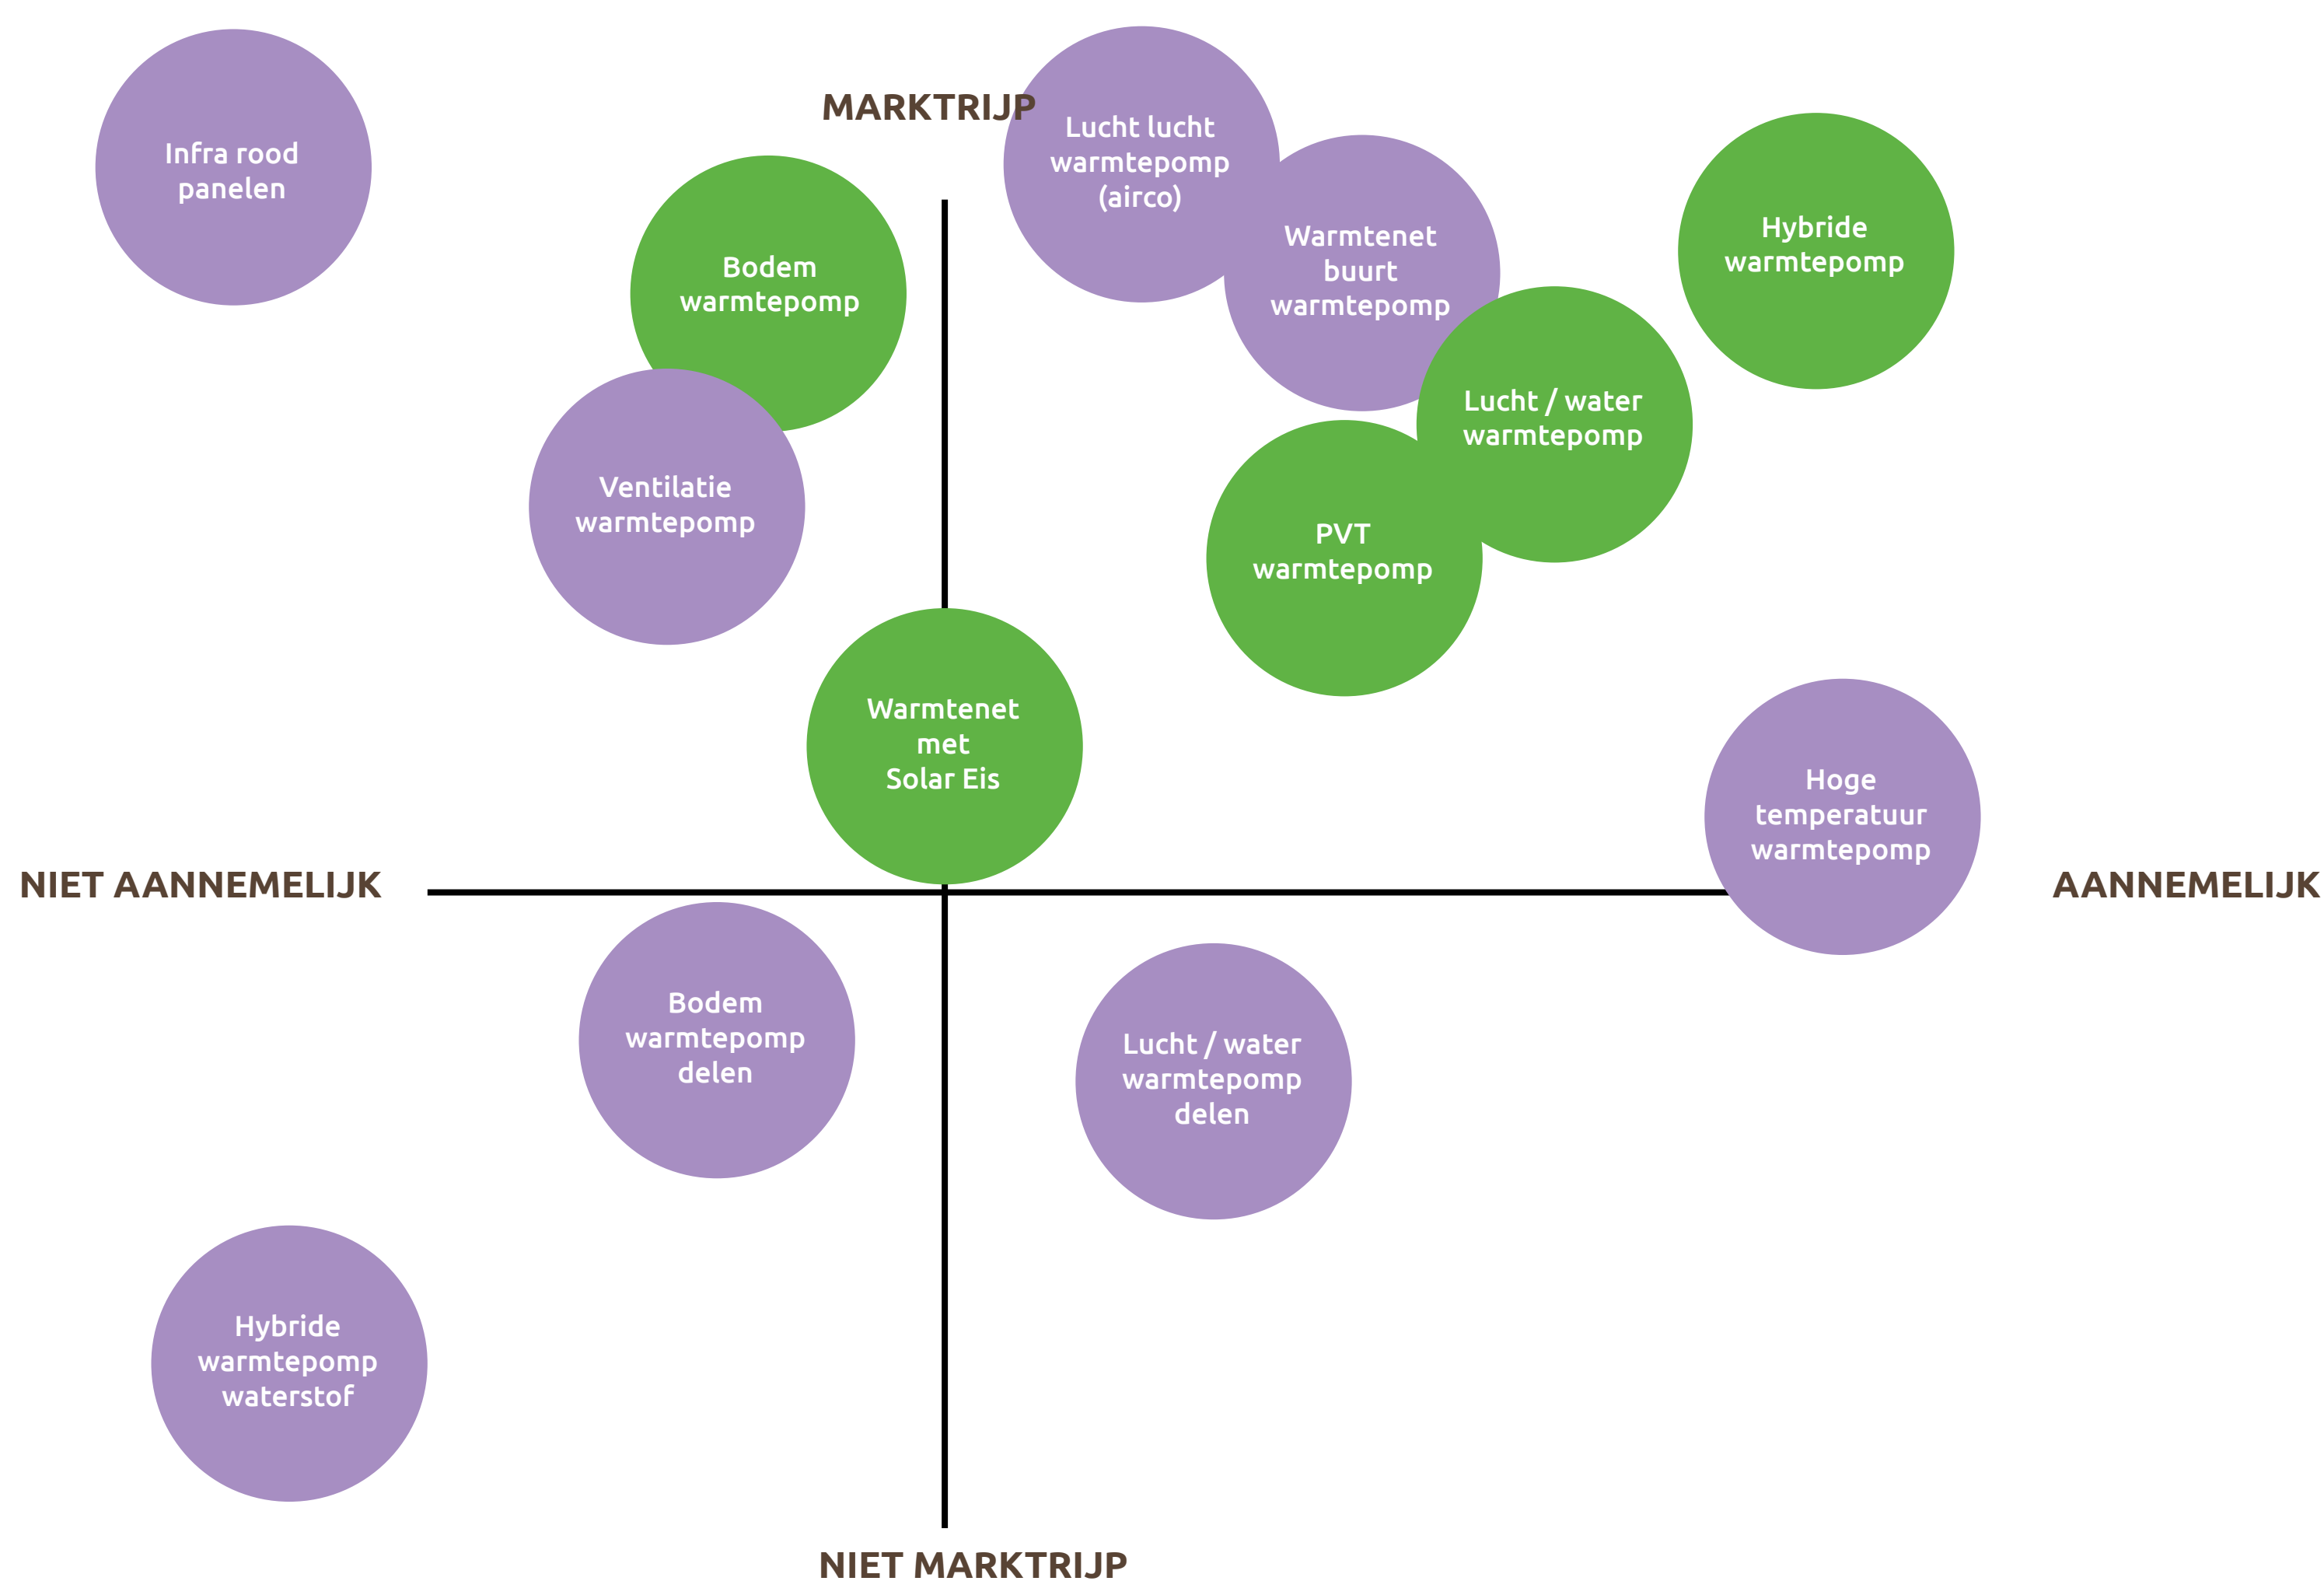 MARKTRIJP
Infra rood
panelen
Lucht lucht
warmtepomp
(airco)
Bodem
warmtepomp
Warmtenet
buurt
warmtepomp
Hybride
warmtepomp
Lucht / water
warmtepomp
Ventilatie
warmtepomp
PVT
warmtepomp
Warmtenet
met
Solar Eis
Hoge
temperatuur
warmtepomp
NIET AANNEMELIJK
AANNEMELIJK
Bodem
warmtepomp
delen
Lucht / water
warmtepomp
delen
Hybride
warmtepomp
waterstof
NIET MARKTRIJP